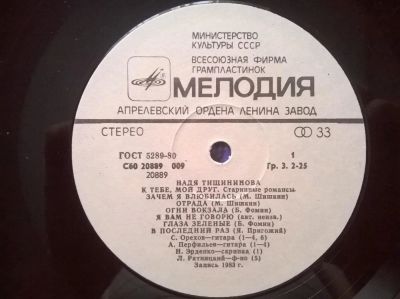 МИНИСТЕРСТВО
КУЛЬТУРЫ СССР
ВСЕСОЮЗНАЯ ФИРМА
ГРАМПЛАСТИНОК
МЕЛОДИЯ
АПРЕЛЕВСКИЙ ОРДЕНА ЛЕНИНА ЗАВОД
СТЕРЕО 33
ГОСТ 5289-80 1
С60 20889 009 Гр. 3. 2-25
20889
НАДЯ ТИШИНИНОВА
К ТЕБЕ, МОЙ ДРУГ. Старинные романсы
ЗАЧЕМ Я ВЛЮБИЛАСЬ (М. Шишкин)
ОТРАДА (М. Шишкин)
ОГНИ ВОКЗАЛА (Б. Фомин)
Я ВАМ НЕ ГОВОРЮ (авт. неизв.)
ГЛАЗА ЗЕЛЕНЫЕ (Б. Фомин)
В ПОСЛЕДНИЙ РАЗ (Я. Пригожий)
С. Орехов—гитара (1—4, 6)
А. Перфильев—гитара (1—4)
Н. Эрденко—скрипка (1)
Л. Ратницкий—ф-но (5)
Запись 1983 г.